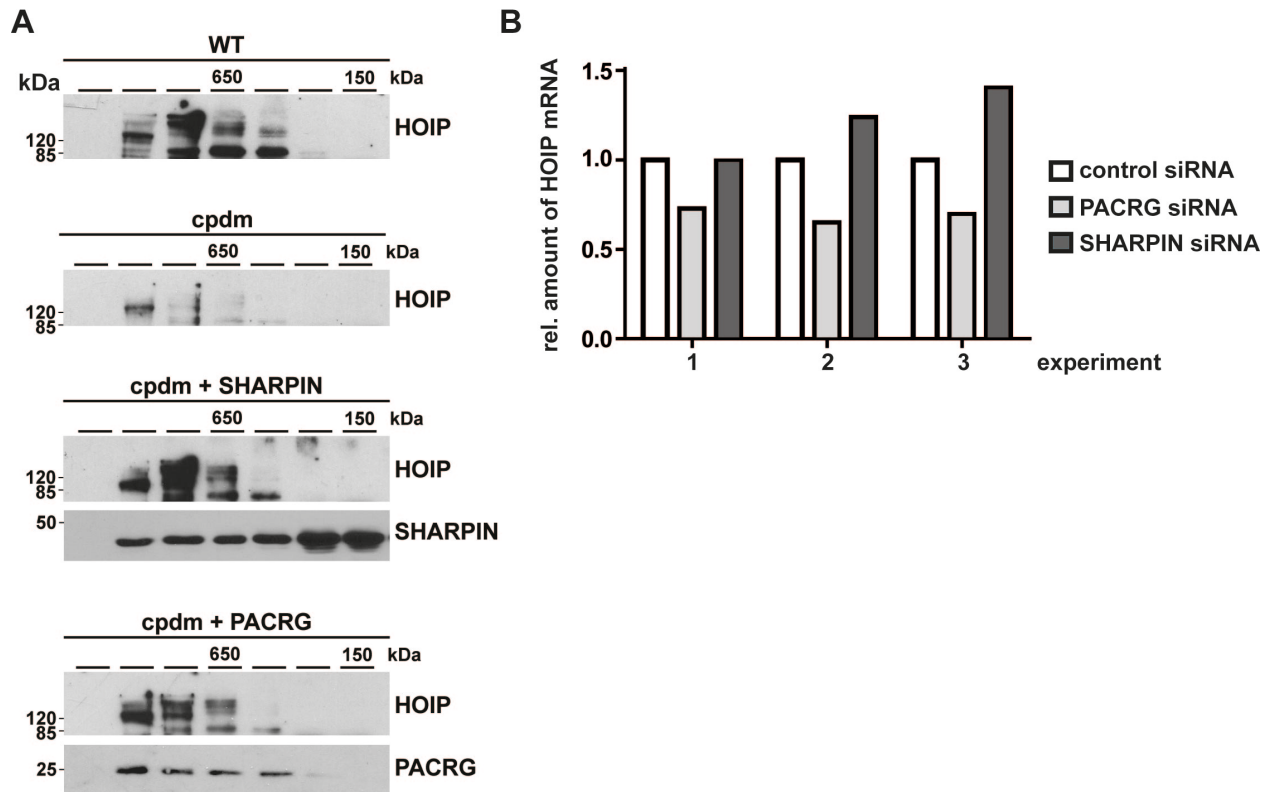 A
WT
kDa 650 150 kDa
120-
85-
HOIP
cpdm
650 150 kDa
120-
85-
HOIP
cpdm + SHARPIN
650 150 kDa
120-
85-
HOIP
50-
SHARPIN
cpdm + PACRG
650 150 kDa
120-
85-
HOIP
25-
PACRG
B
rel. amount of HOIP mRNA
1.5
1.0
0.5
0.0
1 2 3 experiment
control siRNA
PACRG siRNA
SHARPIN siRNA